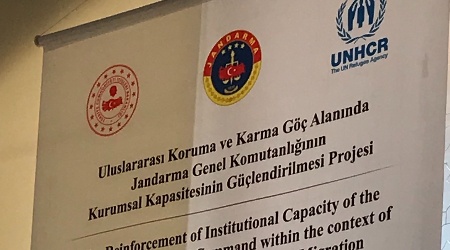 JANDARMA
UNHCR
The UN Refugee Agency
Uluslararası Koruma ve Karma Göç Alanında
Jandarma Genel Komutanlığının
Kurumsal Kapasitesinin Güçlendirilmesi Projesi
Reinforcement of Institutional Capacity of the
Command within the context of
Migration